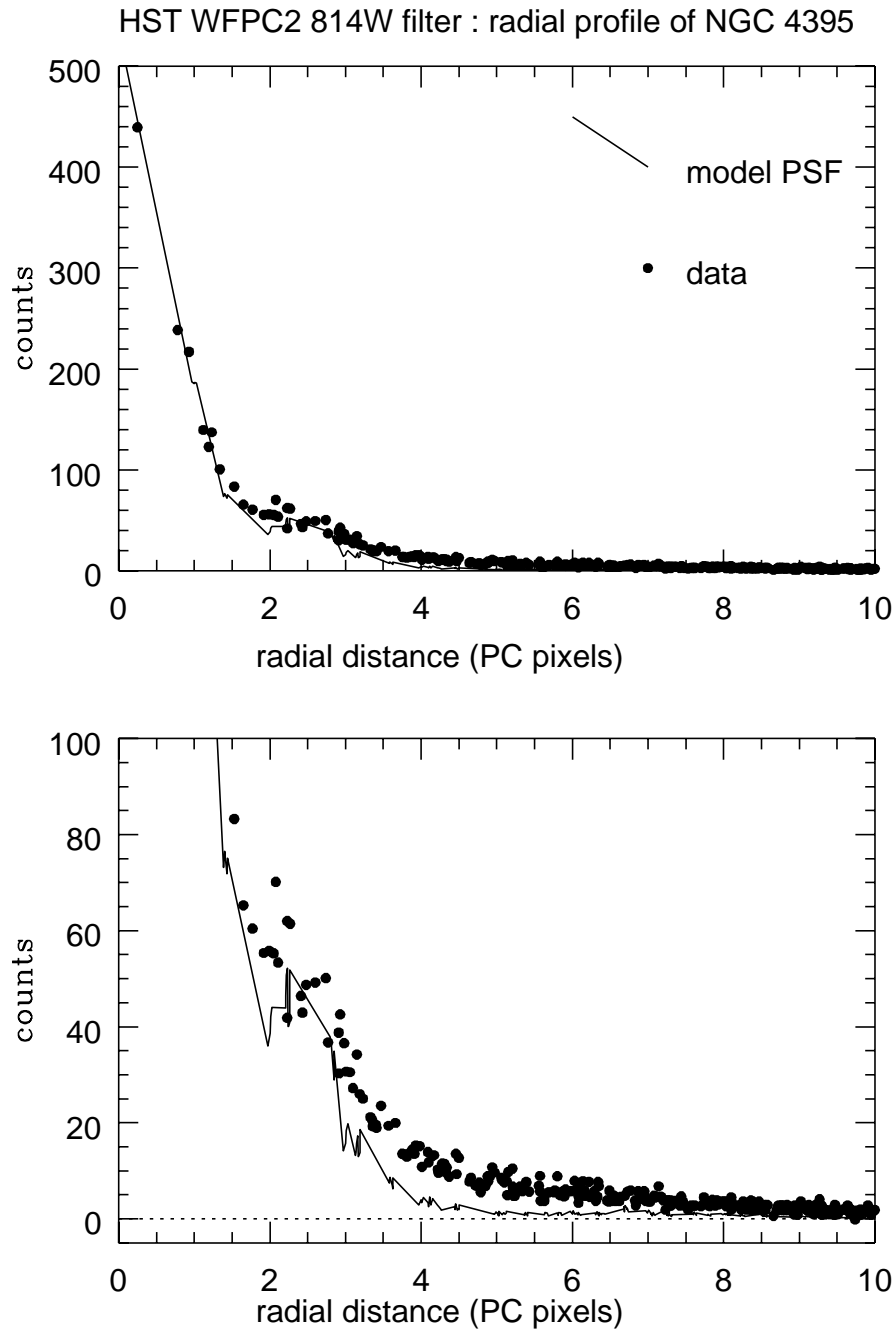 HST WFPC2 814W filter : radial profile of NGC 4395
500
400
300
200
100
0
counts
model PSF
data
0 2 4 6 8 10
radial distance (PC pixels)
100
80
60
40
20
0
counts
0 2 4 6 8 10
radial distance (PC pixels)